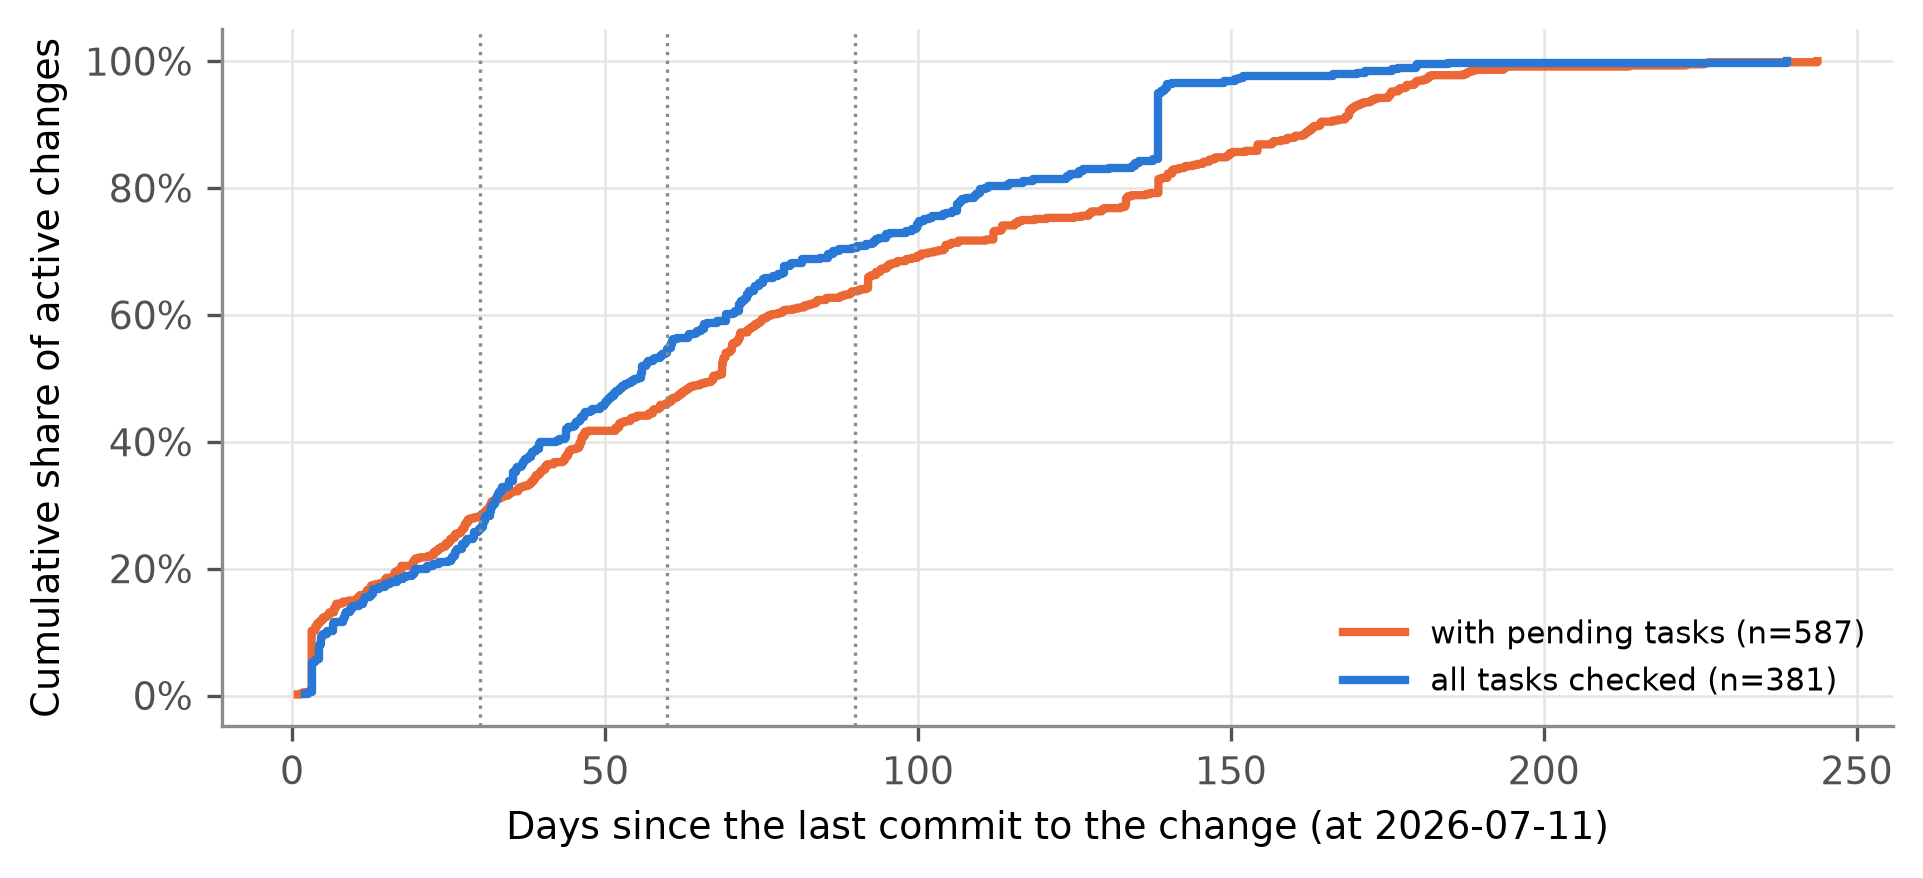 Cumulative share of active changes
100%
80%
60%
40%
20%
0%
with pending tasks (n=587)
all tasks checked (n=381)
0 50 100 150 200 250
Days since the last commit to the change (at 2026-07-11)